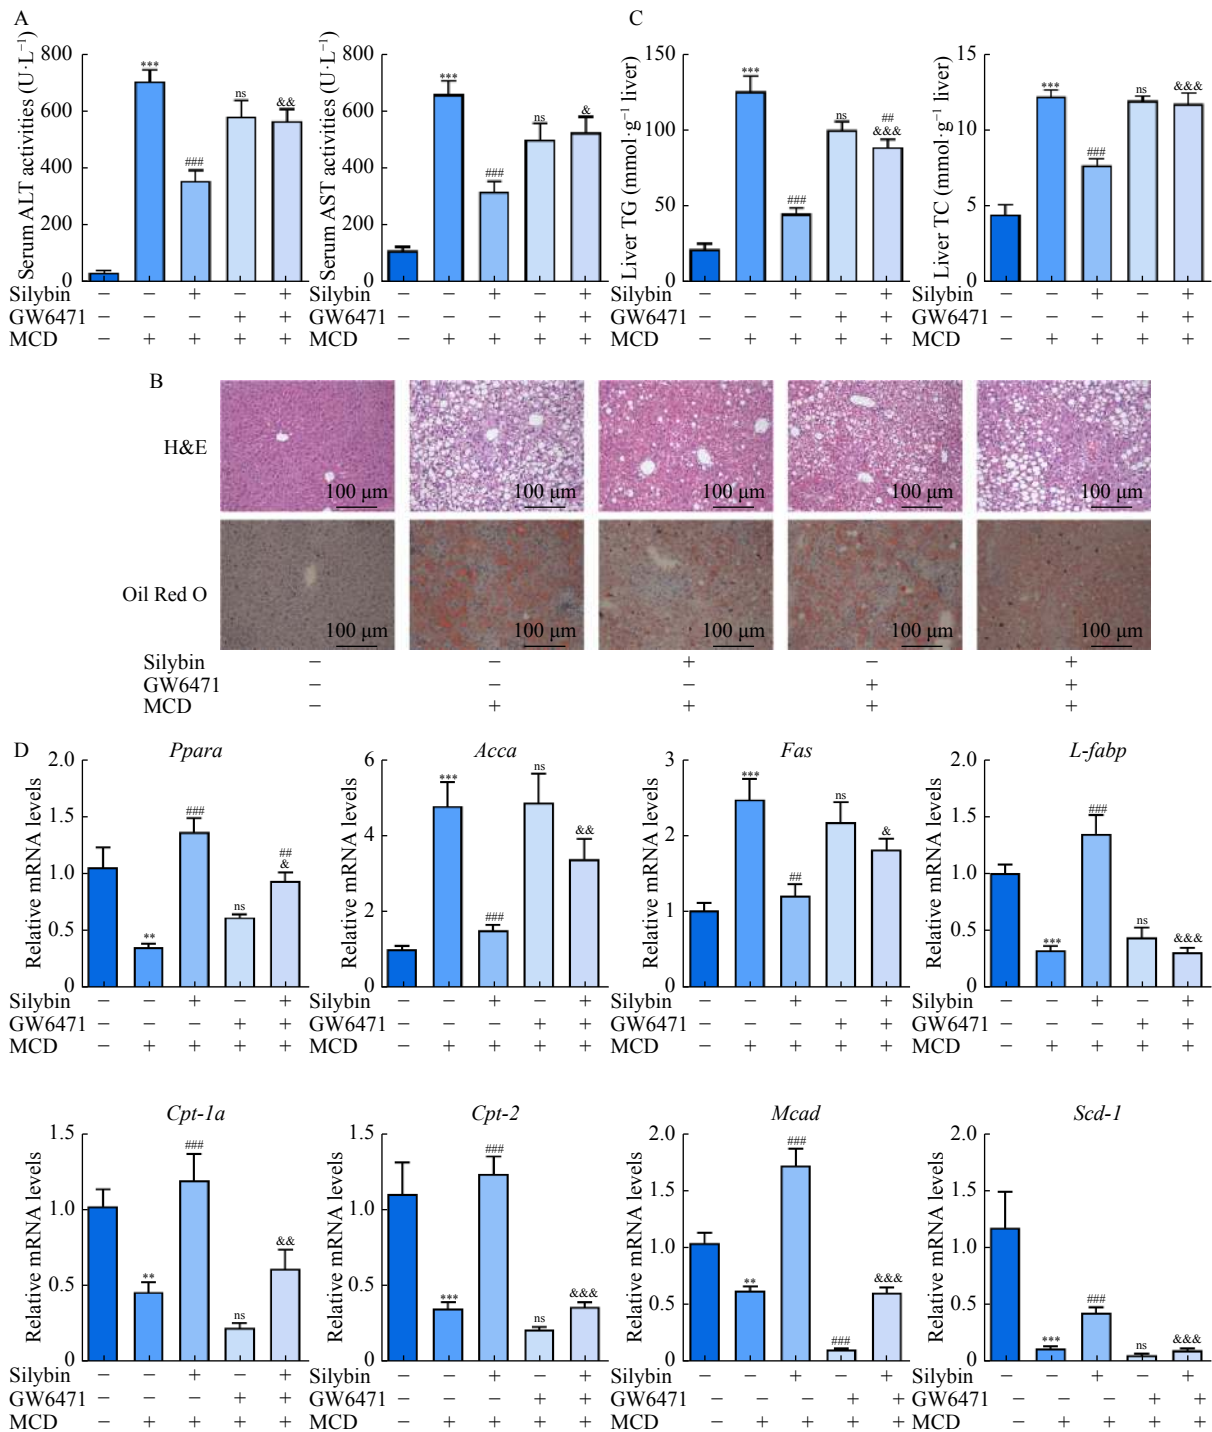 A
C
Serum ALT activities (U·L⁻¹)
800
600
400
200
0
***
###
ns
&&
Serum AST activities (U·L⁻¹)
800
600
400
200
0
***
###
ns
&
Liver TG (mmol·g⁻¹ liver)
150
100
50
0
***
###
ns
##
&&&
Liver TC (mmol·g⁻¹ liver)
15
10
5
0
***
###
ns
&&&
Silybin − − + − + − − + − + − − + − + − − + − +
GW6471 − − − + + − − − + + − − − + + − − − + +
MCD − + + + + − + + + + − + + + + − + + + +
B
H&E
100 μm 100 μm 100 μm 100 μm 100 μm
Oil Red O
100 μm 100 μm 100 μm 100 μm 100 μm
Silybin − − + − +
GW6471 − − − + +
MCD − + + + +
D
Ppara
Relative mRNA levels
2.0
1.5
1.0
0.5
0
**
###
ns
##
&
Acca
Relative mRNA levels
6
4
2
0
***
###
ns
&&
Fas
Relative mRNA levels
3
2
1
0
***
##
ns
&
L-fabp
Relative mRNA levels
2.0
1.5
1.0
0.5
0
***
###
ns
&&&
Silybin − − + − + Silybin − − + − + Silybin − − + − + Silybin − − + − +
GW6471 − − − + + GW6471 − − − + + GW6471 − − − + + GW6471 − − − + +
MCD − + + + + MCD − + + + + MCD − + + + + MCD − + + + +
Cpt-1a
Relative mRNA levels
1.5
1.0
0.5
0
**
###
ns
&&
Cpt-2
Relative mRNA levels
1.5
1.0
0.5
0
***
###
ns
&&&
Mcad
Relative mRNA levels
2.0
1.5
1.0
0.5
0
**
###
###
&&&
Scd-1
Relative mRNA levels
2.0
1.5
1.0
0.5
0
***
###
ns
&&&
Silybin − − + − + Silybin − − + − + Silybin − − + − + Silybin − − + − +
GW6471 − − − + + GW6471 − − − + + GW6471 − − − + + GW6471 − − − + +
MCD − + + + + MCD − + + + + MCD − + + + + MCD − + + + +